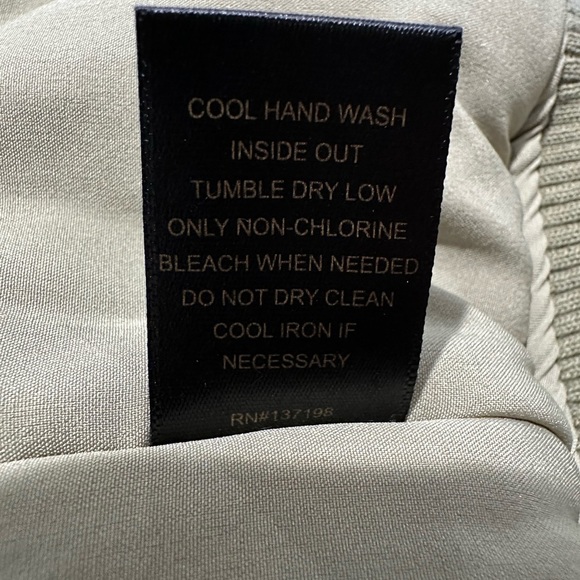 COOL HAND WASH
INSIDE OUT
TUMBLE DRY LOW
ONLY NON-CHLORINE
BLEACH WHEN NEEDED
DO NOT DRY CLEAN
COOL IRON IF
NECESSARY
RN#137198